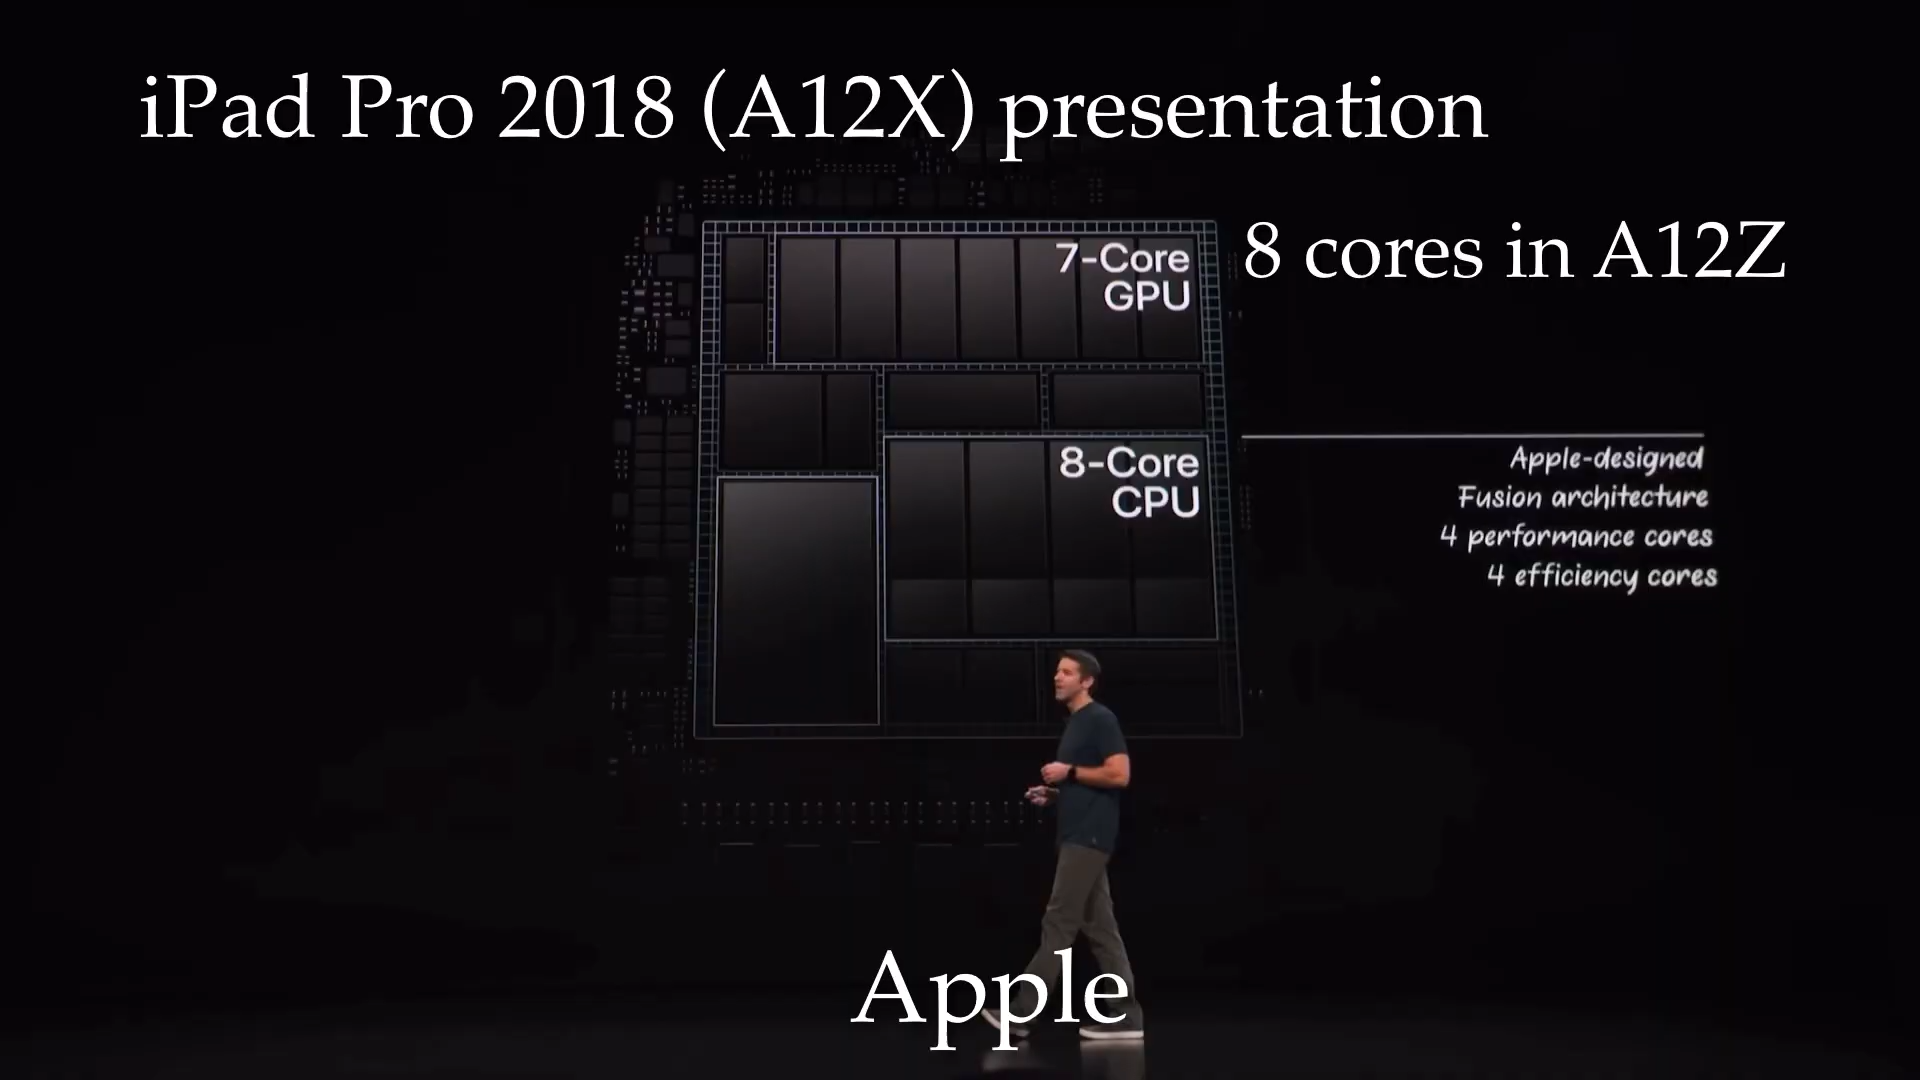 iPad Pro 2018 (A12X) presentation
8 cores in A12Z
7-Core
GPU
8-Core
CPU
Apple-designed
Fusion architecture
4 performance cores
4 efficiency cores
Apple